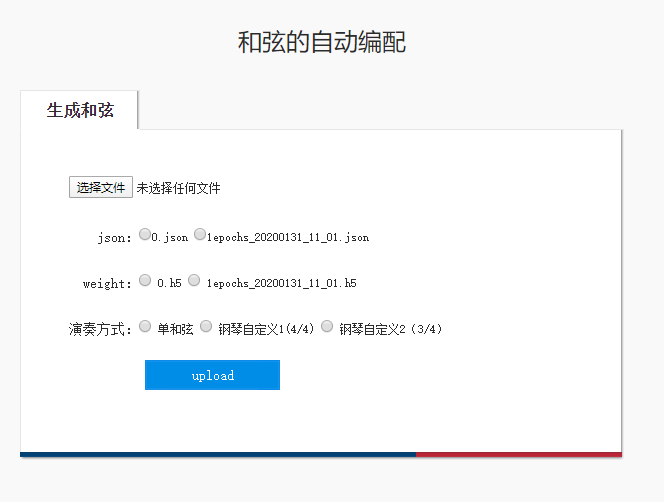 和弦的自动编配
生成和弦
选择文件 未选择任何文件
json: 0.json 1epochs_20200131_11_01.json
weight: 0.h5 1epochs_20200131_11_01.h5
演奏方式: 单和弦 钢琴自定义1(4/4) 钢琴自定义2（3/4）
upload